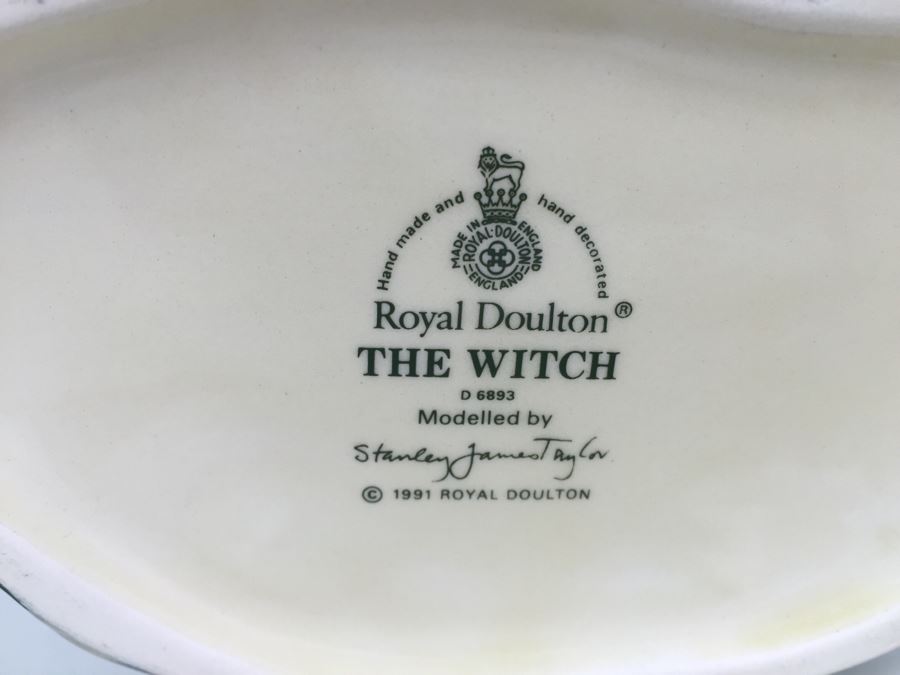 Hand made and hand decorated
MADE IN ENGLAND
ROYAL·DOULTON
ENGLAND
Royal Doulton®
THE WITCH
D 6893
Modelled by
Stanley James Taylor.
© 1991 ROYAL DOULTON